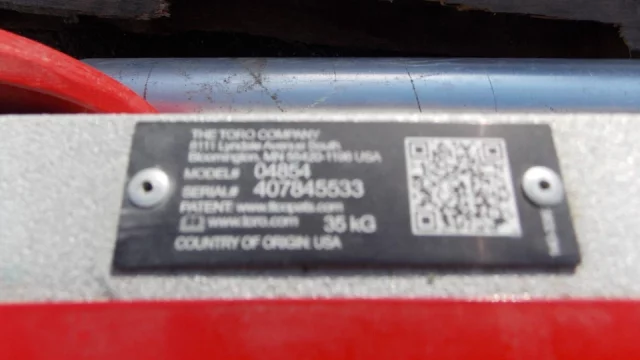 THE TORO COMPANY
8111 Lyndale Avenue South
Bloomington, MN 55420-1196 USA
MODEL# 04854
SERIAL# 407845533
PATENT: www.ttcopats.com
www.toro.com 35 kG
COUNTRY OF ORIGIN: USA